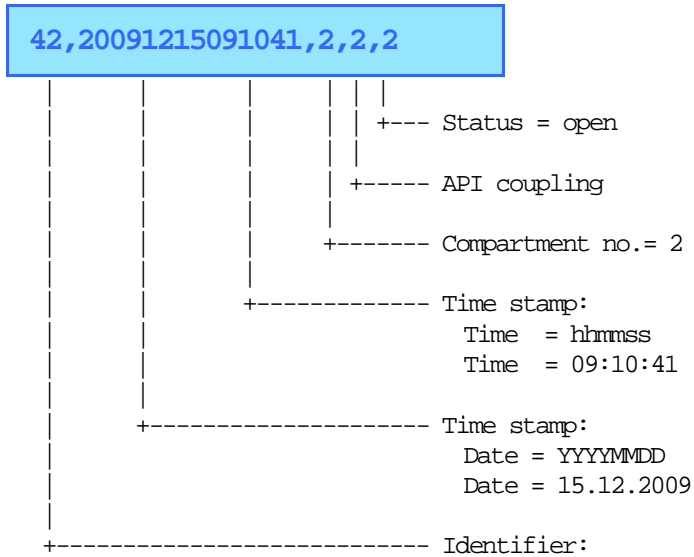 42,20091215091041,2,2,2
+--- Status = open
+----- API coupling
+------- Compartment no.= 2
+------------- Time stamp:
Time = hhmmss
Time = 09:10:41
+--------------------- Time stamp:
Date = YYYYMMDD
Date = 15.12.2009
+---------------------------- Identifier: